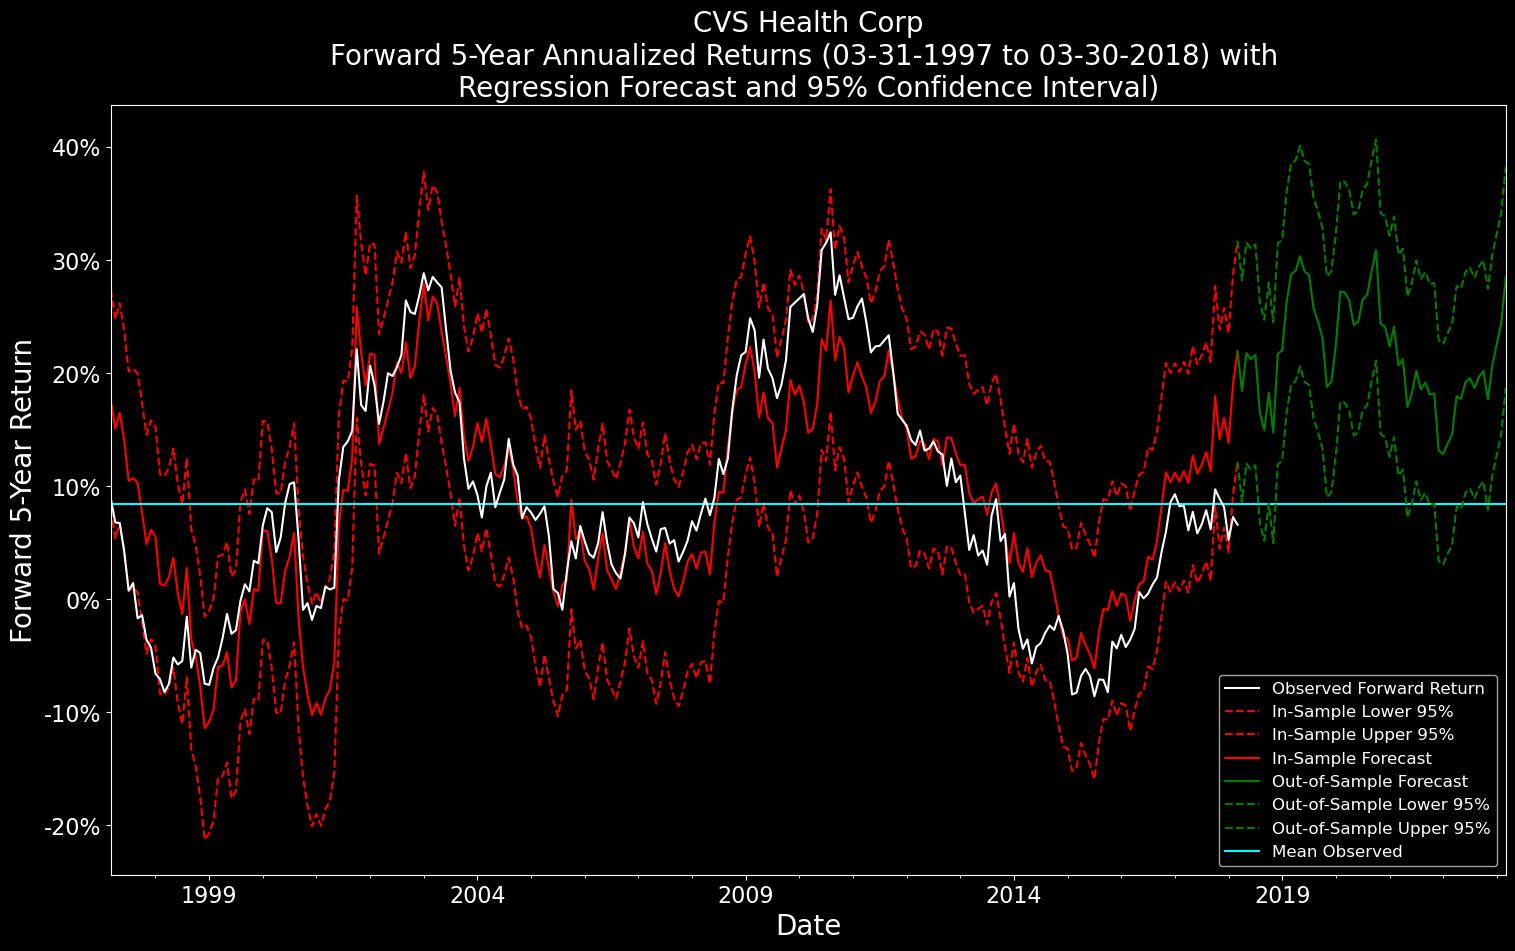 CVS Health Corp
Forward 5-Year Annualized Returns (03-31-1997 to 03-30-2018) with
Regression Forecast and 95% Confidence Interval)
Forward 5-Year Return
40%
30%
20%
10%
0%
-10%
-20%
Observed Forward Return
In-Sample Lower 95%
In-Sample Upper 95%
In-Sample Forecast
Out-of-Sample Forecast
Out-of-Sample Lower 95%
Out-of-Sample Upper 95%
Mean Observed
1999
2004
2009
2014
2019
Date